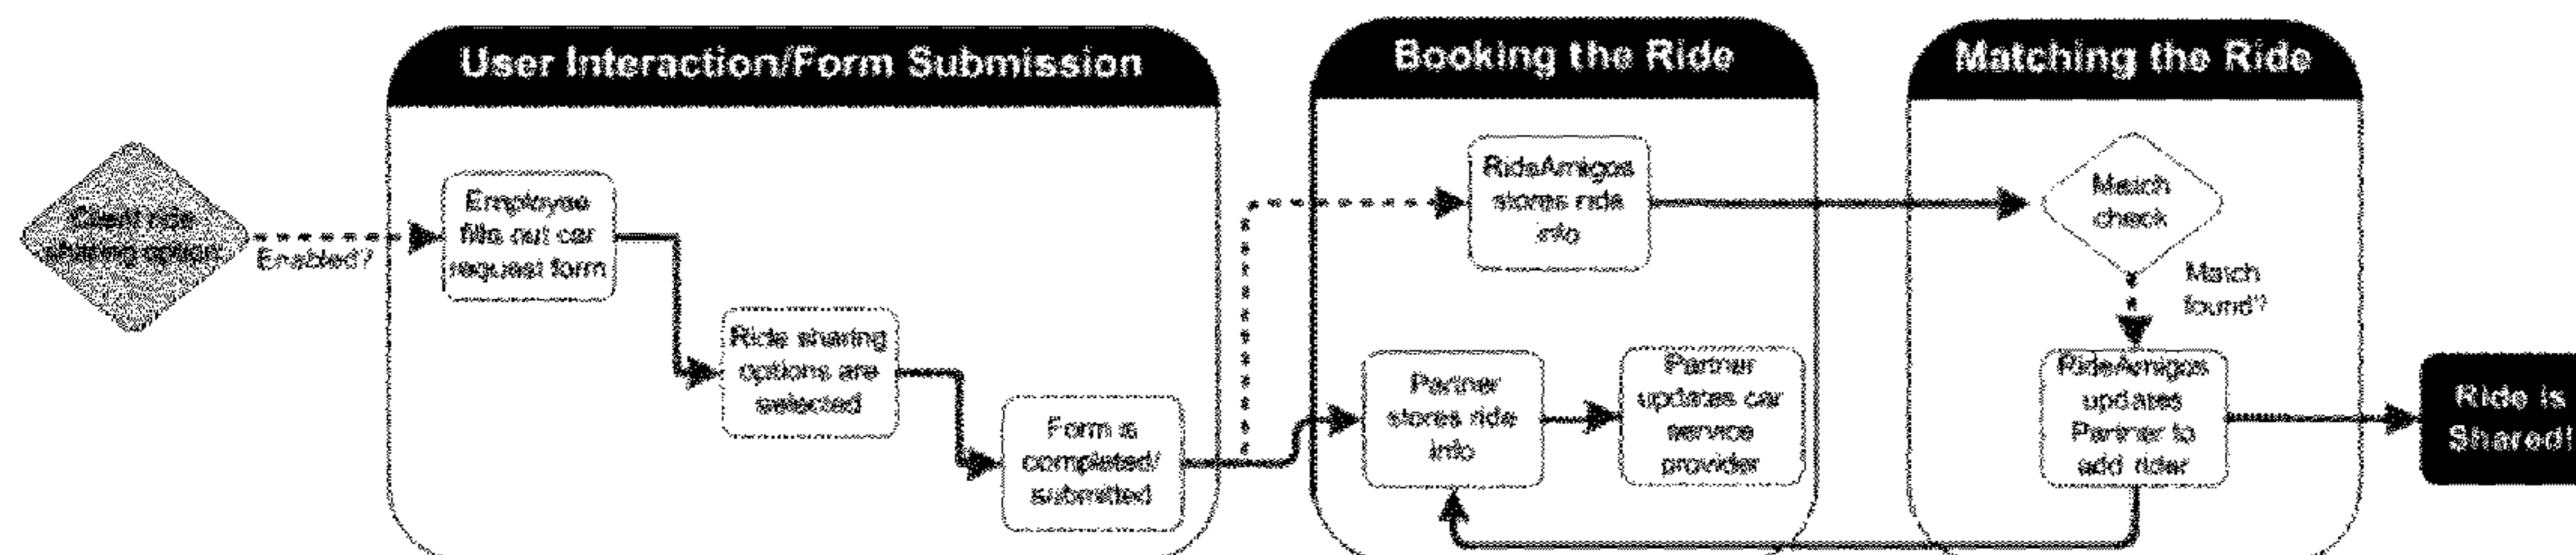 User Interaction/Form Submission
Booking the Ride
Matching the Ride
Client ride
sharing option
Enabled?
Employee
fills out car
request form
Ride sharing
options are
selected
Form is
completed/
submitted
RideAmigos
stores ride
info
Partner
stores ride
info
Partner
updates car
service
provider
Match
check
Match
found?
RideAmigos
updates
Partner to
add rider
Ride is
Shared!